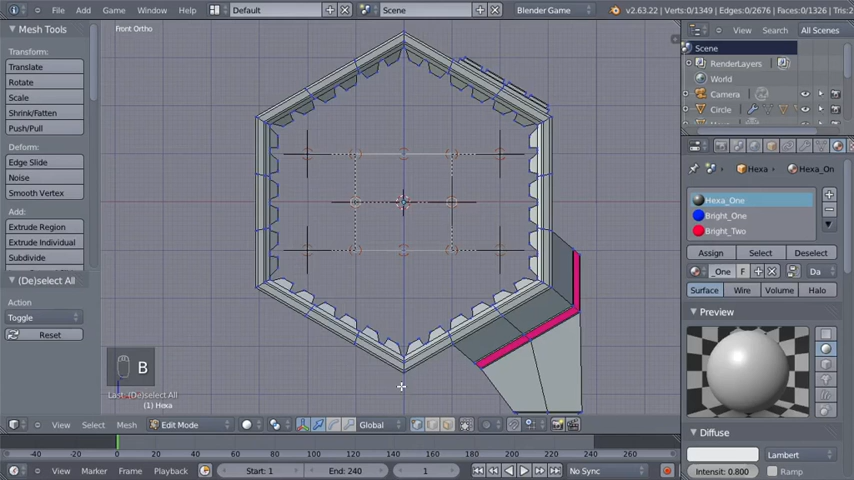 File Add Game Window Help Default Scene Blender Game v2.63.22 | Verts:0/1349 | Edges:0/2676 | Faces:0/1326 | Tris:2
Mesh Tools
Transform:
Translate
Rotate
Scale
Shrink/Fatten
Push/Pull
Deform:
Edge Slide
Noise
Smooth Vertex
Add:
Extrude Region
Extrude Individual
(De)select All
Action
Toggle
Reset
Front Ortho
B
Last: (De)select All
(1) Hexa
View Search All Scenes
Scene
RenderLayers
World
Camera
Circle
Hexa Hexa_On
Hexa_One
Bright_One
Bright_Two
Assign Select Deselect
_One F Da
Surface Wire Volume Halo
Preview
Diffuse
Lambert
Intensit: 0.800 Ramp
View Select Mesh Edit Mode Global
-40 -20 0 20 40 60 80 100 120 140 160 180 200 220 240 260
View Marker Frame Playback Start: 1 End: 240 1 No Sync